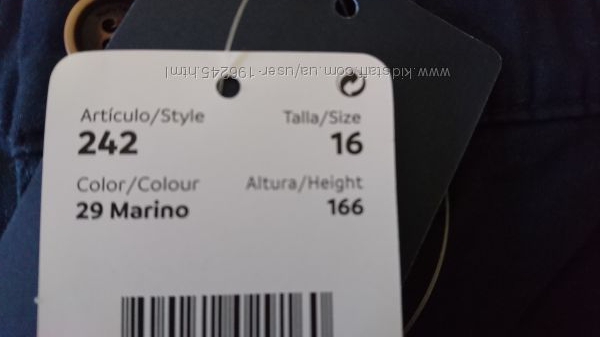 www.kidstaff.com.ua/user-196245.html
Artículo/Style Talla/Size
242 16
Color/Colour Altura/Height
29 Marino 166